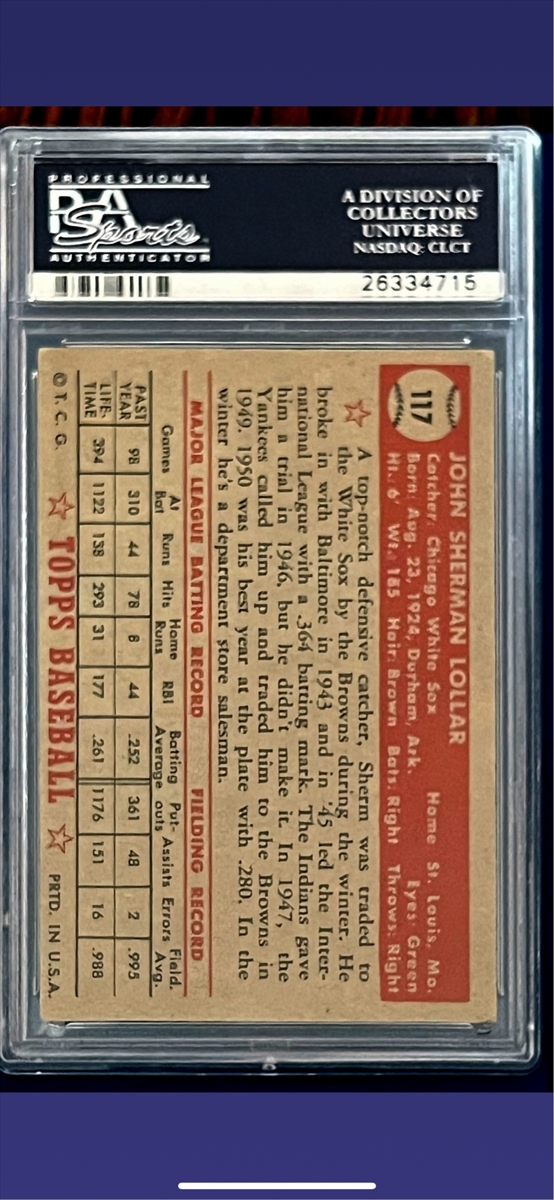 PROFESSIONAL
PSA
Sports
AUTHENTICATOR
A DIVISION OF
COLLECTORS
UNIVERSE
NASDAQ: CLCT
26334715
117
JOHN SHERMAN LOLLAR
Catcher: Chicago White Sox Home St. Louis, Mo.
Born: Aug. 23, 1924, Durham, Ark. Eyes: Green
Ht.: 6' Wt.: 185 Hair: Brown Bats: Right Throws: Right
A top-notch defensive catcher, Sherm was traded to
the White Sox by the Browns during the winter. He
broke in with Baltimore in 1943 and in '45 led the Inter-
national League with a .364 batting mark. The Indians gave
him a trial in 1946, but he didn't make it. In 1947, the
Yankees called him up and traded him to the Browns in
1949. 1950 was his best year at the plate with .280. In the
winter he's a department store salesman.
MAJOR LEAGUE BATTING RECORD FIELDING RECORD
Games At Bat Runs Hits Home Runs RBI Batting Average Put-outs Assists Errors Field. Avg.
PAST YEAR 98 310 44 78 8 44 .252 361 48 2 .995
LIFE-TIME 394 1122 138 293 31 177 .261 1176 151 16 .988
© T. C. G. ☆ TOPPS BASEBALL ☆ PRTD. IN U.S.A.